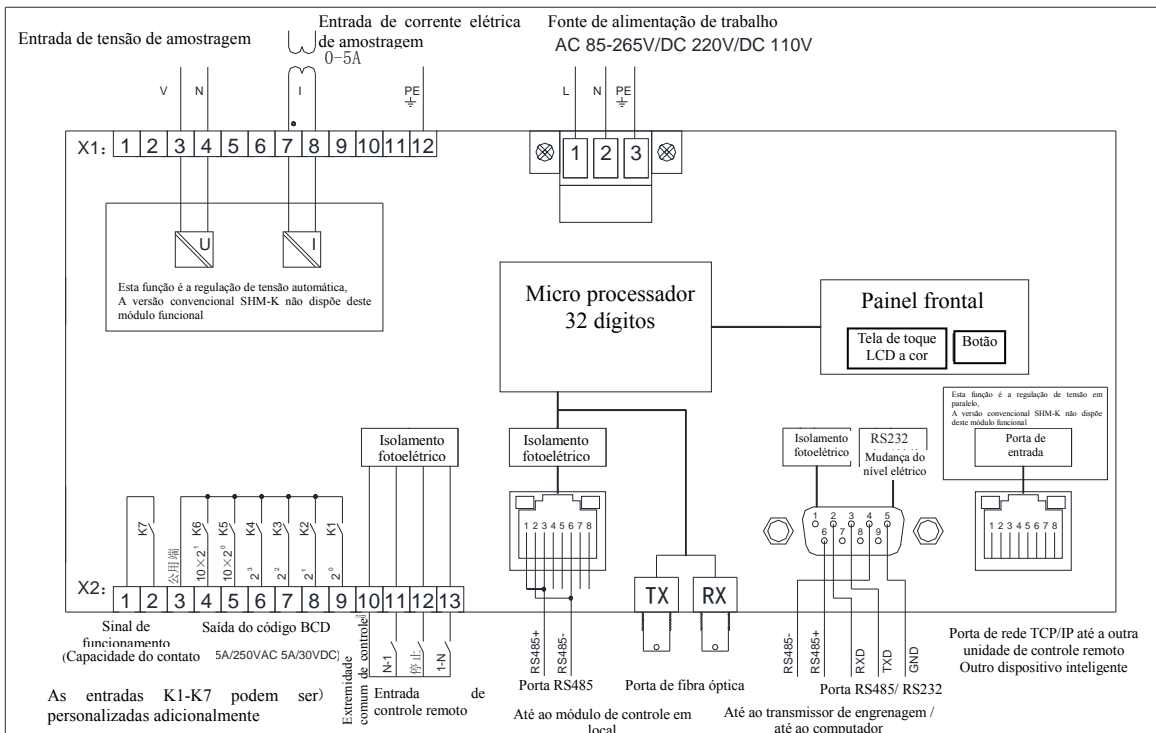 Entrada de tensão de amostragem
Entrada de corrente elétrica
de amostragem
0-5A
Fonte de alimentação de trabalho
AC 85-265V/DC 220V/DC 110V
V
N
I
PE
L
N
PE
X1:
1 2 3 4 5 6 7 8 9 10 11 12
1 2 3
U
I
Esta função é a regulação de tensão automática,
A versão convencional SHM-K não dispõe deste
módulo funcional
Micro processador
32 dígitos
Painel frontal
Tela de toque
LCD a cor
Botão
Esta função é a regulação de tensão em
paralelo,
A versão convencional SHM-K não dispõe
deste módulo funcional
Porta de
entrada
Isolamento
fotoelétrico
Isolamento
fotoelétrico
Isolamento
fotoelétrico
RS232
Mudança do
nível elétrico
K7
K6
K5
K4
K3
K2
K1
公用端
10×2¹
10×2⁰
2³
2²
2¹
2⁰
1 2 3 4 5 6 7 8
1 2 3 4 5
6 7 8 9
1 2 3 4 5 6 7 8
X2:
1 2 3 4 5 6 7 8 9 10 11 12 13
TX
RX
Sinal de
funcionamento
(Capacidade do contato
Saída do código BCD
5A/250VAC 5A/30VDC)
As entradas K1-K7 podem ser)
personalizadas adicionalmente
Extremidade
comum de controle
N-1
停止
1-N
Entrada de
controle remoto
RS485+
RS485-
Porta RS485
Até ao módulo de controle em
local
Porta de fibra óptica
RS485-
RS485+
RXD
TXD
GND
Porta RS485/ RS232
Até ao transmissor de engrenagem /
até ao computador
Porta de rede TCP/IP até a outra
unidade de controle remoto
Outro dispositivo inteligente